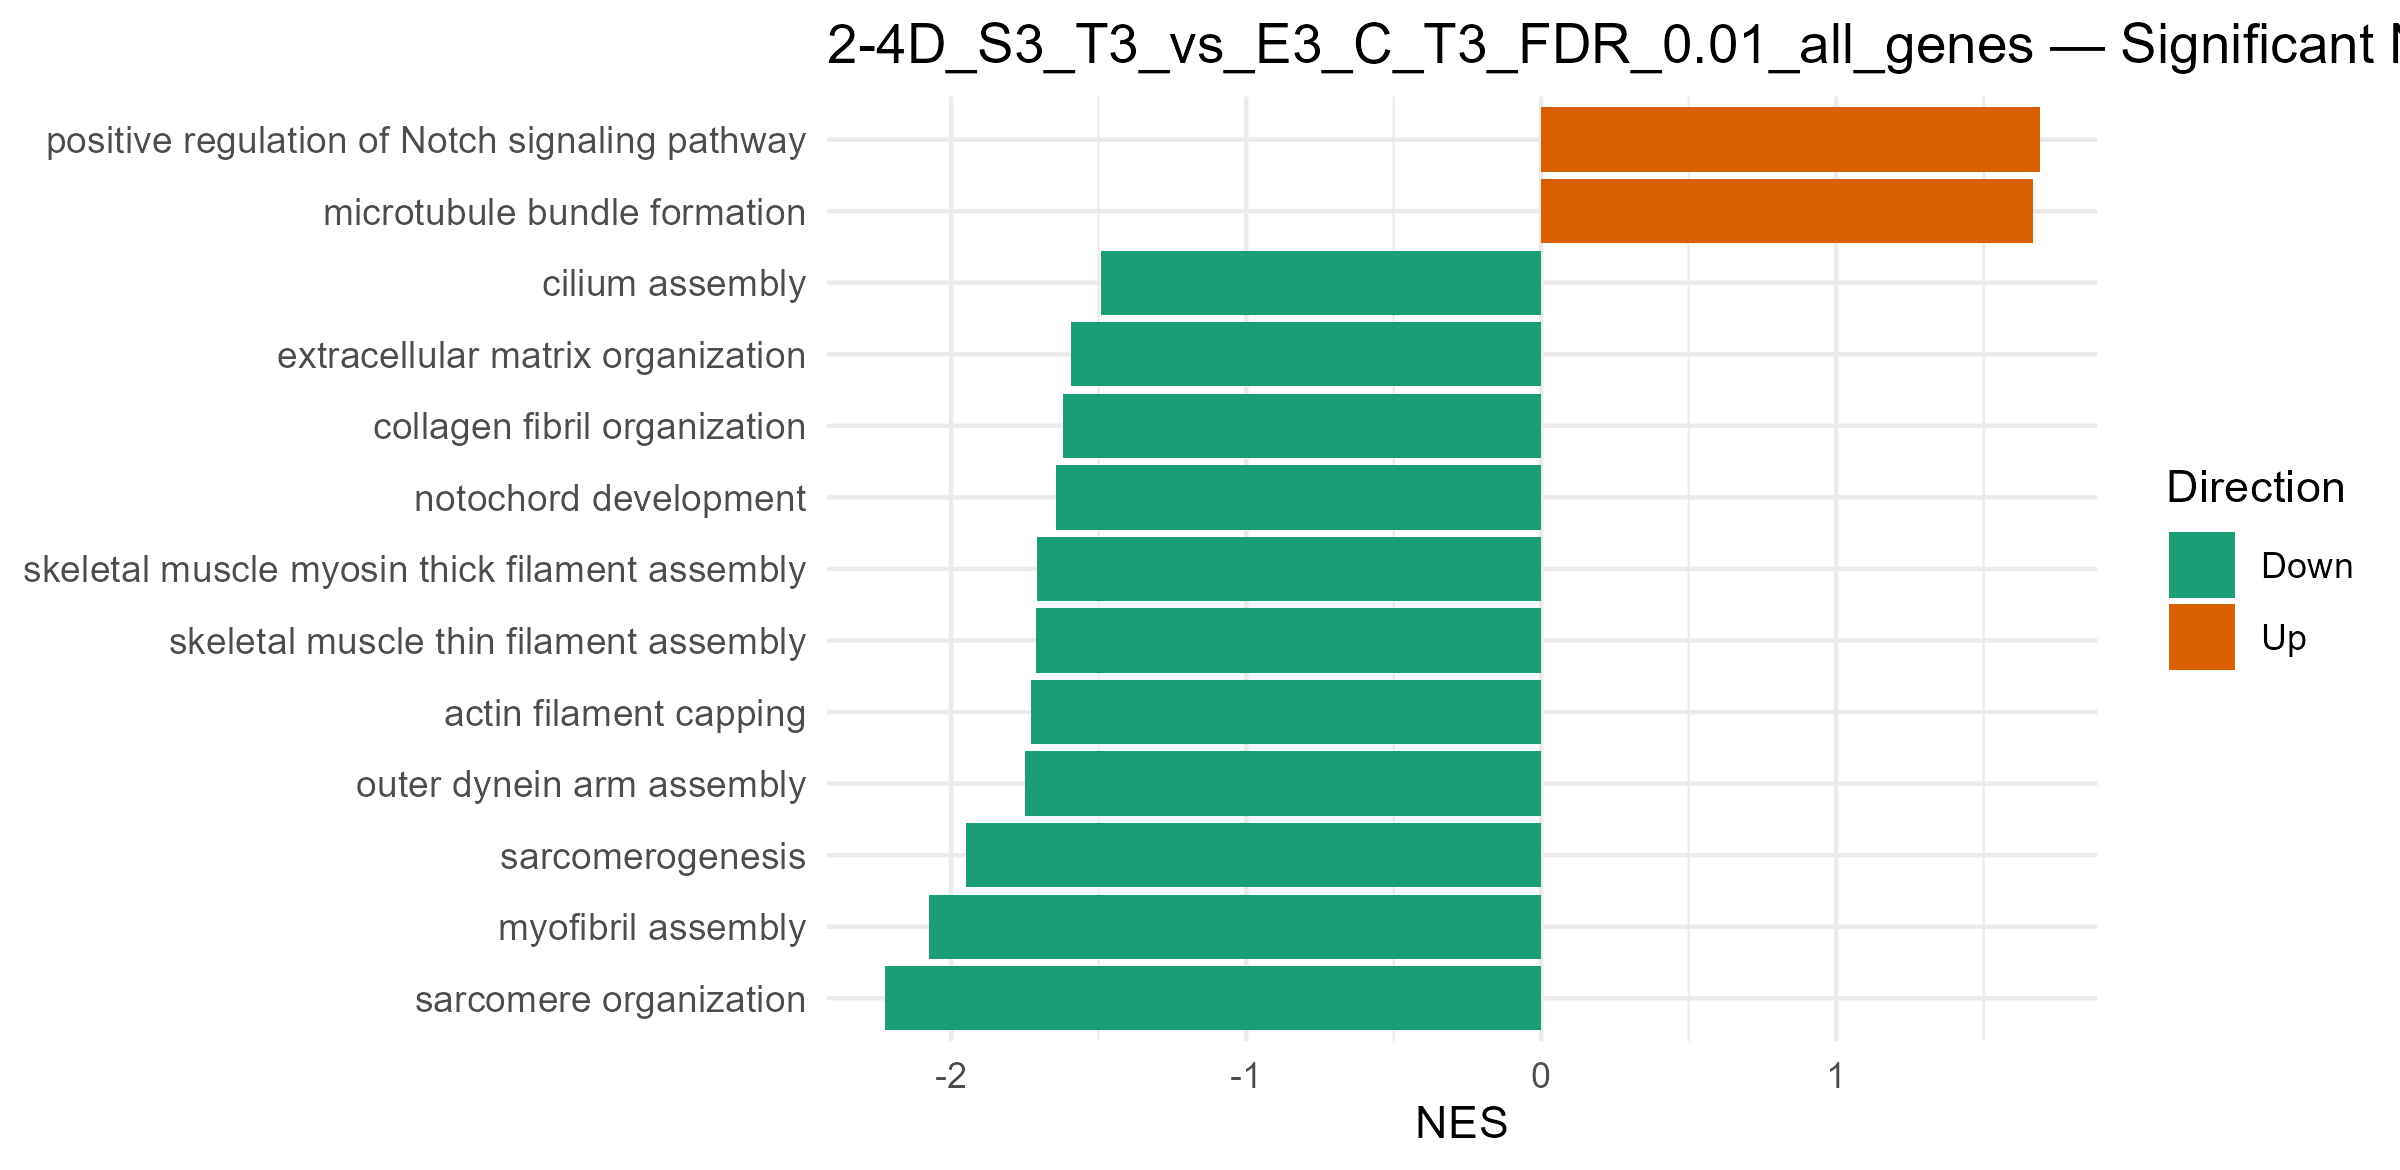 2-4D_S3_T3_vs_E3_C_T3_FDR_0.01_all_genes — Significant
positive regulation of Notch signaling pathway
microtubule bundle formation
cilium assembly
extracellular matrix organization
collagen fibril organization
notochord development
skeletal muscle myosin thick filament assembly
skeletal muscle thin filament assembly
actin filament capping
outer dynein arm assembly
sarcomerogenesis
myofibril assembly
sarcomere organization
-2 -1 0 1
NES
Direction
Down
Up